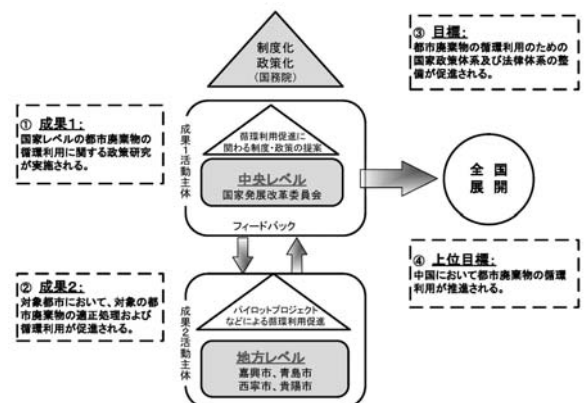 制度化
政策化
(国務院)
③ 目標:
都市廃棄物の循環利用のための
国家政策体系及び法律体系の整
備が促進される。
① 成果1:
国家レベルの都市廃棄物の
循環利用に関する政策研究
が実施される。
成果1活動主体
循環利用促進に
関わる制度・政策の提案
中央レベル
国家発展改革委員会
全 国
展 開
フィードバック
④ 上位目標:
中国において都市廃棄物の循環
利用が推進される。
② 成果2:
対象都市において、対象の都
市廃棄物の適正処理および
循環利用が促進される。
成果2活動主体
パイロットプロジェクト
などによる循環利用促進
地方レベル
嘉興市、青島市
西寧市、貴陽市